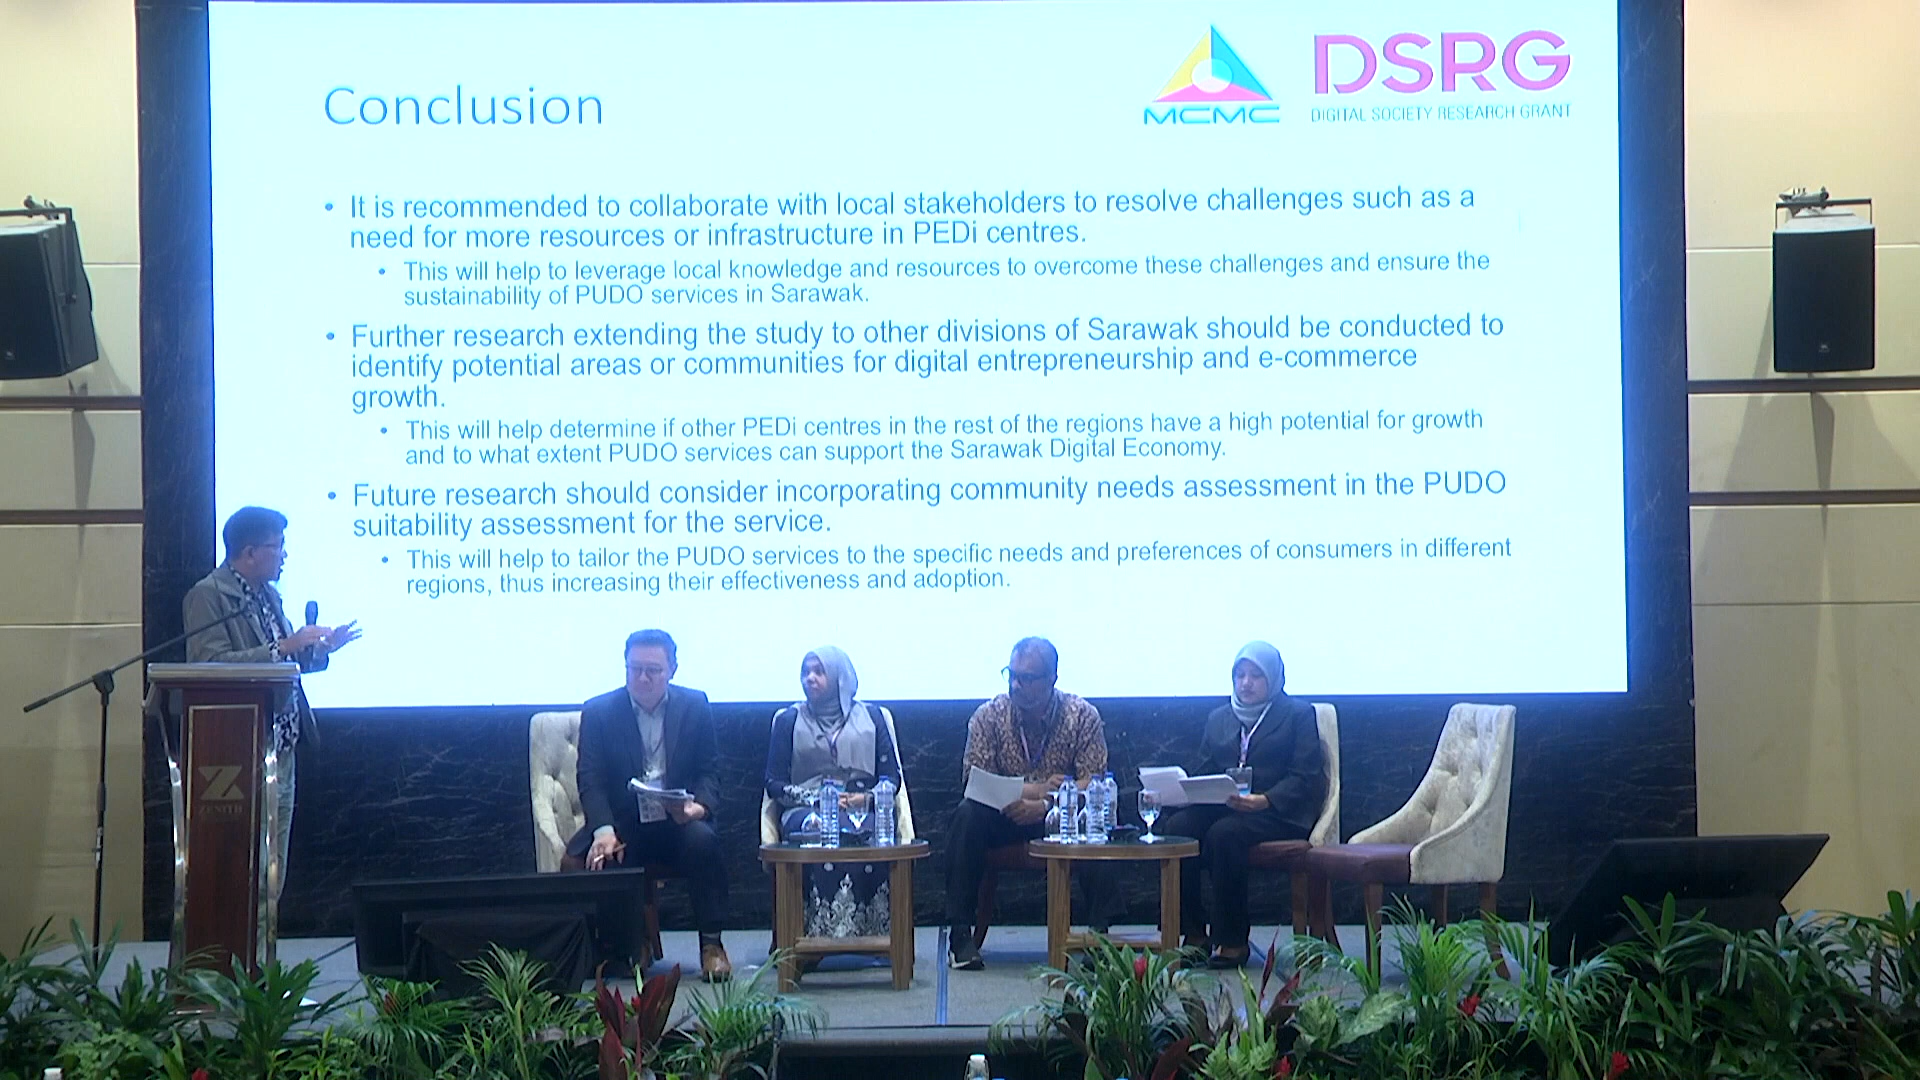 Conclusion
MCMC
DSRG
DIGITAL SOCIETY RESEARCH GRANT
• It is recommended to collaborate with local stakeholders to resolve challenges such as a
need for more resources or infrastructure in PEDi centres.
• This will help to leverage local knowledge and resources to overcome these challenges and ensure the
sustainability of PUDO services in Sarawak.
• Further research extending the study to other divisions of Sarawak should be conducted to
identify potential areas or communities for digital entrepreneurship and e-commerce
growth.
• This will help determine if other PEDi centres in the rest of the regions have a high potential for growth
and to what extent PUDO services can support the Sarawak Digital Economy.
• Future research should consider incorporating community needs assessment in the PUDO
suitability assessment for the service.
• This will help to tailor the PUDO services to the specific needs and preferences of consumers in different
regions, thus increasing their effectiveness and adoption.
ZENITH